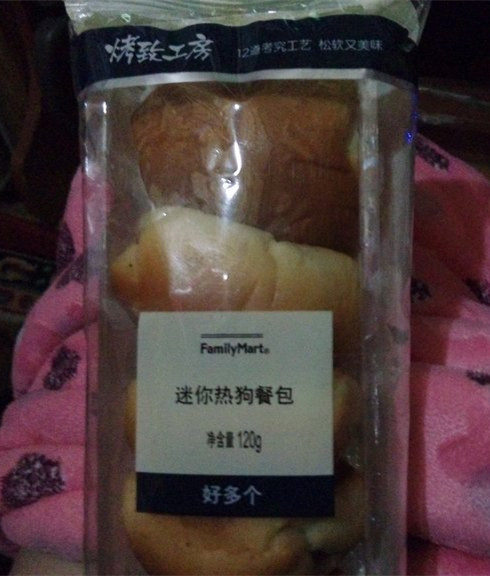 烤致工房 12道考究工艺 松软又美味
FamilyMart®
迷你热狗餐包
净含量 120g
好多个